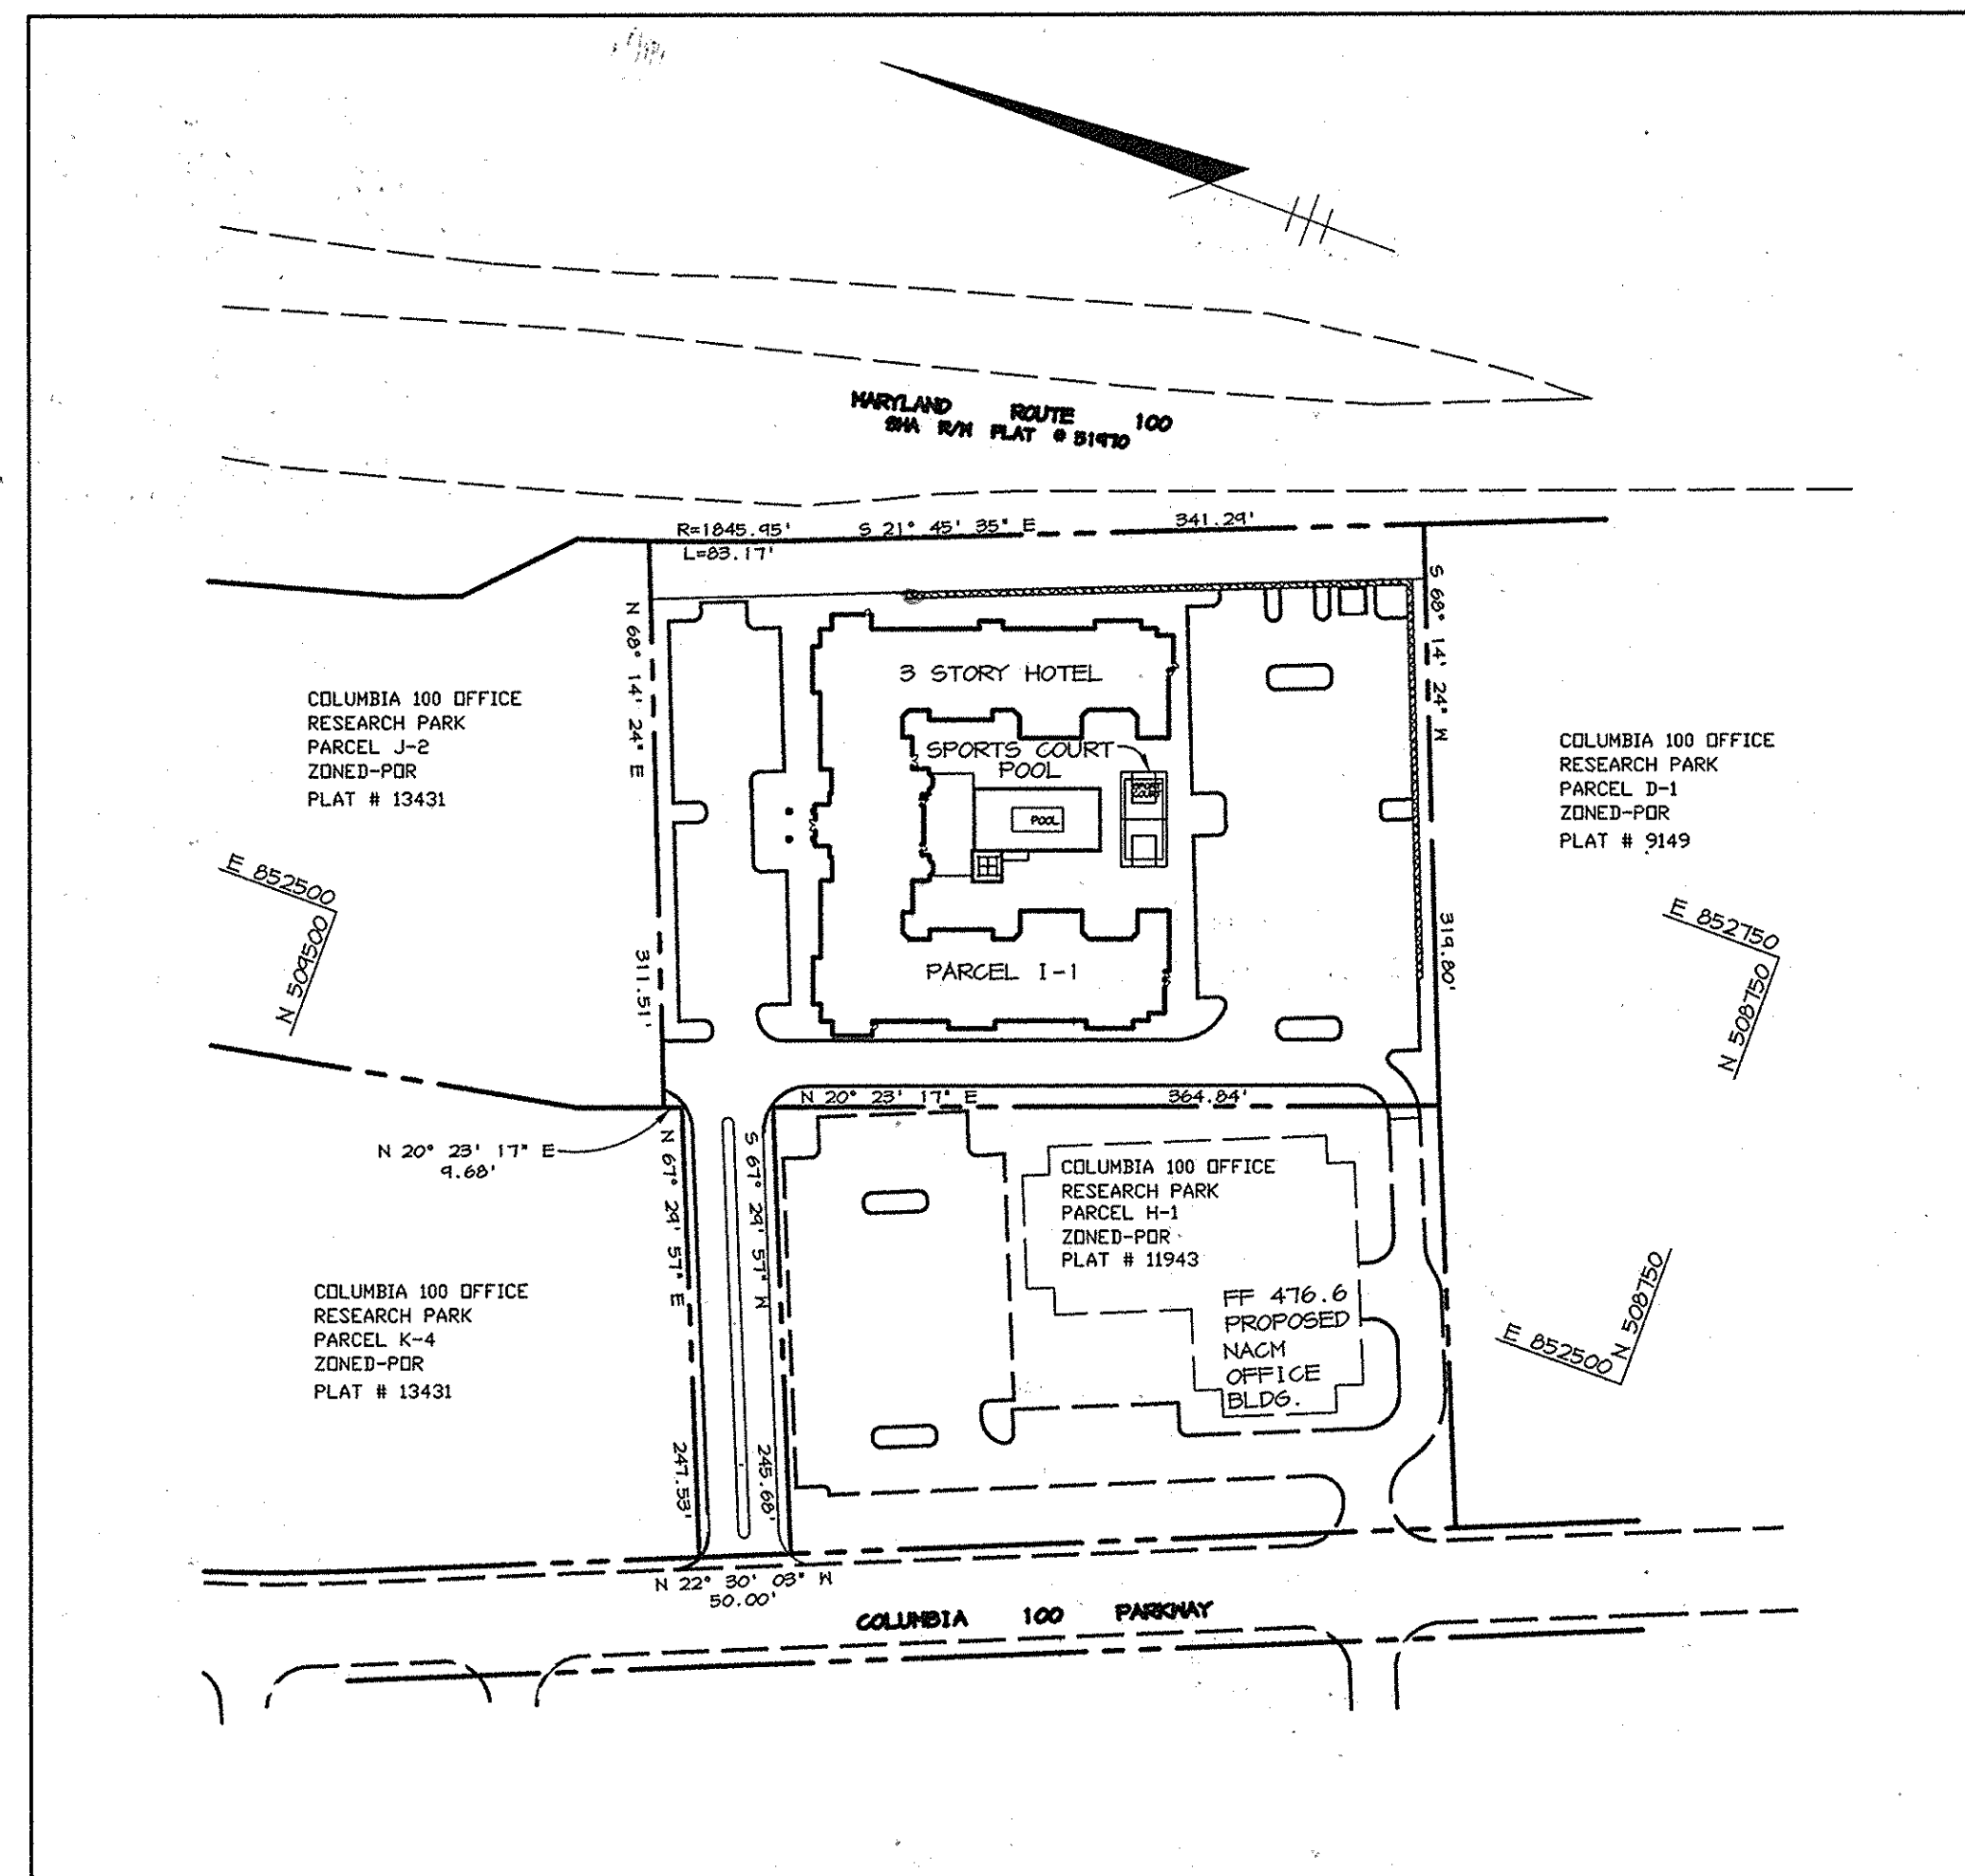 MARYLAND ROUTE 100
SHA R/W PLAT # 51970
R=1845.95' S 21° 45' 35" E 341.29'
L=83.17'
N 68° 14' 24" E
311.51'
S 68° 14' 24" W
319.80'
3 STORY HOTEL
SPORTS COURT
POOL
SPORT
COURT
POOL
PARCEL I-1
COLUMBIA 100 OFFICE
RESEARCH PARK
PARCEL J-2
ZONED-POR
PLAT # 13431
COLUMBIA 100 OFFICE
RESEARCH PARK
PARCEL D-1
ZONED-POR
PLAT # 9149
E 852500
N 509500
E 852750
N 508750
N 20° 23' 17" E 364.84'
N 20° 23' 17" E
9.68'
N 67° 29' 57" E
247.53'
S 67° 29' 57" W
245.68'
COLUMBIA 100 OFFICE
RESEARCH PARK
PARCEL H-1
ZONED-POR
PLAT # 11943
FF 476.6
PROPOSED
NACM
OFFICE
BLDG.
COLUMBIA 100 OFFICE
RESEARCH PARK
PARCEL K-4
ZONED-POR
PLAT # 13431
E 852500
N 508750
N 22° 30' 03" W
50.00'
COLUMBIA 100 PARKWAY